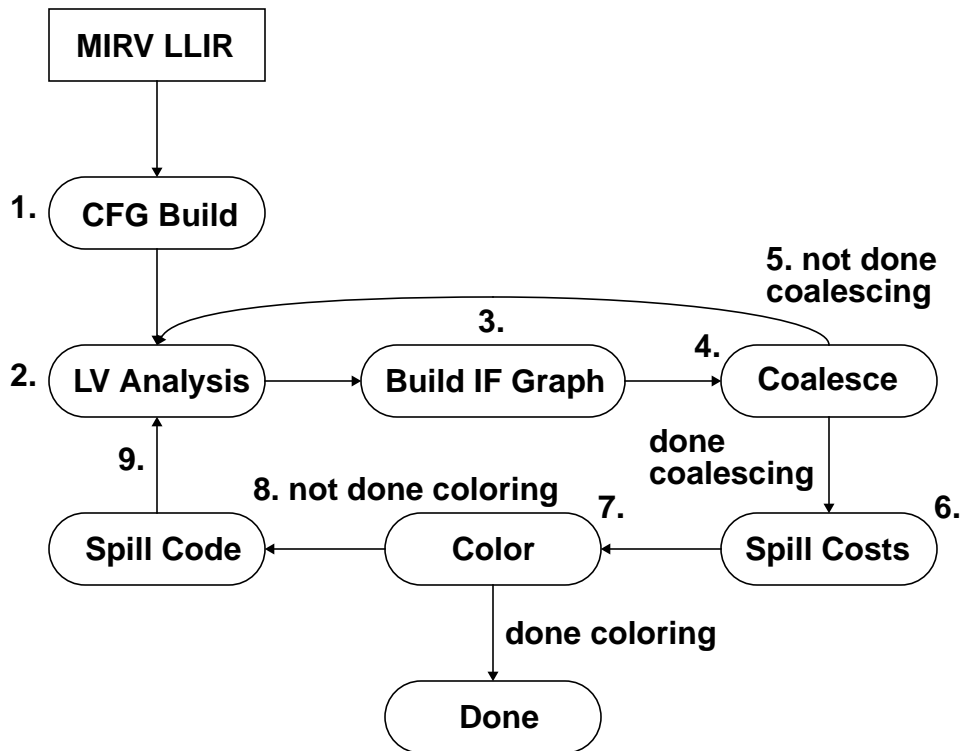 MIRV LLIR
1.
CFG Build
5. not done
coalescing
3.
4.
2.
LV Analysis
Build IF Graph
Coalesce
done
coalescing
9.
8. not done coloring
7.
6.
Spill Code
Color
Spill Costs
done coloring
Done